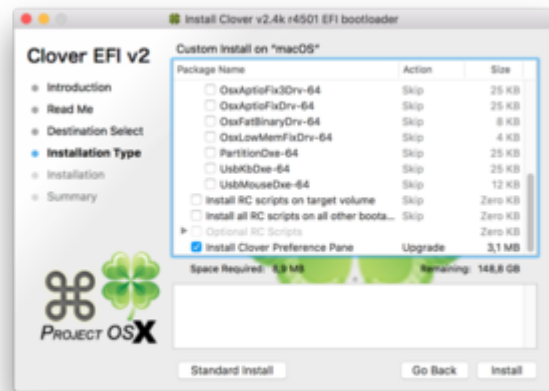 Install Clover v2.4k r4501 EFI bootloader
Clover EFI v2
Introduction
Read Me
Destination Select
Installation Type
Installation
Summary
PROJECT OSX
Custom Install on "macOS"
Package Name Action Size
OsxAptioFix3Drv-64 Skip 25 KB
OsxAptioFixDrv-64 Skip 25 KB
OsxFatBinaryDrv-64 Skip 8 KB
OsxLowMemFixDrv-64 Skip 4 KB
PartitionDxe-64 Skip 25 KB
UsbKbDxe-64 Skip 25 KB
UsbMouseDxe-64 Skip 12 KB
Install RC scripts on target volume Skip Zero KB
Install all RC scripts on all other boota... Skip Zero KB
Optional RC Scripts Zero KB
Install Clover Preference Pane Upgrade 3,1 MB
Space Required: 8,9 MB Remaining: 148,8 GB
Standard Install Go Back Install